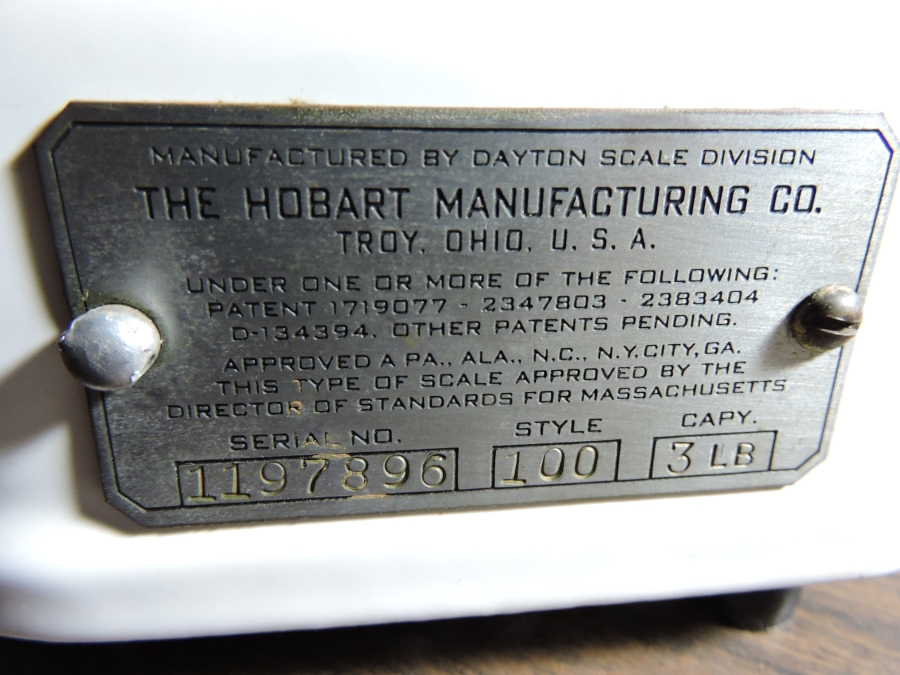 MANUFACTURED BY DAYTON SCALE DIVISION
THE HOBART MANUFACTURING CO.
TROY, OHIO, U. S. A.
UNDER ONE OR MORE OF THE FOLLOWING:
PATENT 1719077 - 2347803 - 2383404
D-134394. OTHER PATENTS PENDING.
APPROVED A PA., ALA., N.C., N.Y.CITY, GA.
THIS TYPE OF SCALE APPROVED BY THE
DIRECTOR OF STANDARDS FOR MASSACHUSETTS
SERIAL NO. STYLE CAPY.
1197896 100 3 LB